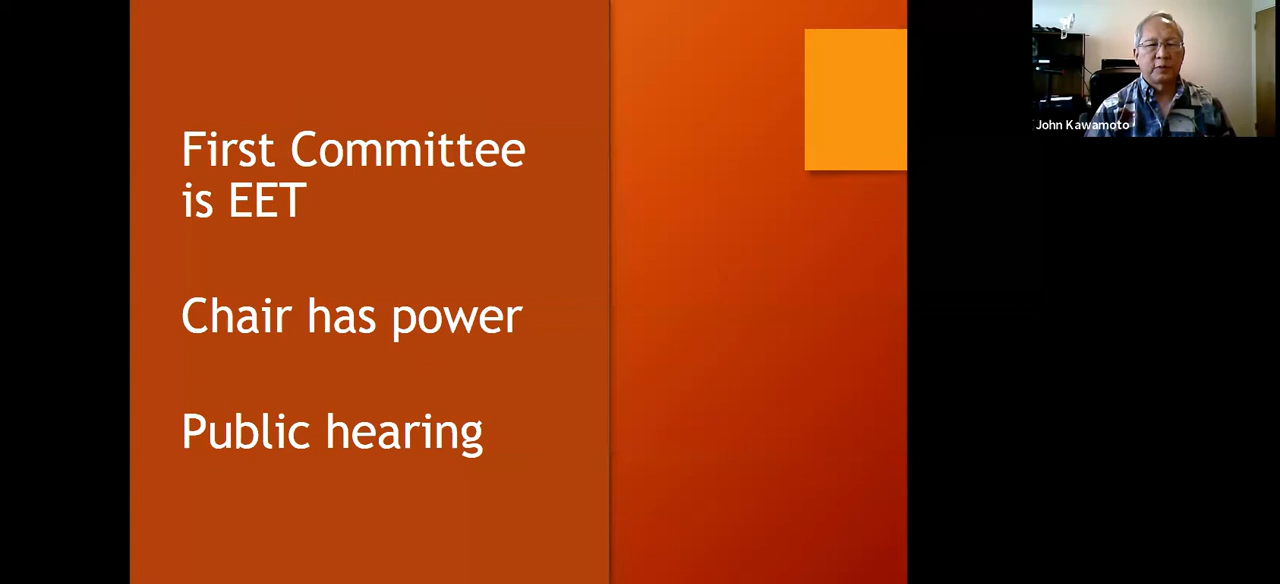 First Committee
is EET
Chair has power
Public hearing
John Kawamoto